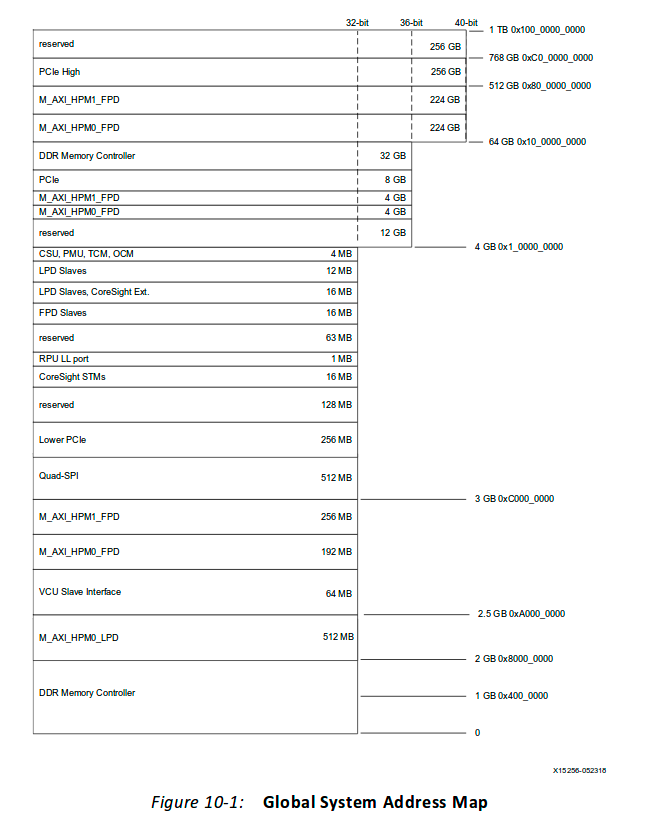 32-bit 36-bit 40-bit
1 TB 0x100_0000_0000
reserved 256 GB
768 GB 0xC0_0000_0000
PCIe High 256 GB
512 GB 0x80_0000_0000
M_AXI_HPM1_FPD 224 GB
M_AXI_HPM0_FPD 224 GB
64 GB 0x10_0000_0000
DDR Memory Controller 32 GB
PCIe 8 GB
M_AXI_HPM1_FPD 4 GB
M_AXI_HPM0_FPD 4 GB
reserved 12 GB
4 GB 0x1_0000_0000
CSU, PMU, TCM, OCM 4 MB
LPD Slaves 12 MB
LPD Slaves, CoreSight Ext. 16 MB
FPD Slaves 16 MB
reserved 63 MB
RPU LL port 1 MB
CoreSight STMs 16 MB
reserved 128 MB
Lower PCIe 256 MB
Quad-SPI 512 MB
3 GB 0xC000_0000
M_AXI_HPM1_FPD 256 MB
M_AXI_HPM0_FPD 192 MB
VCU Slave Interface 64 MB
2.5 GB 0xA000_0000
M_AXI_HPM0_LPD 512 MB
2 GB 0x8000_0000
DDR Memory Controller
1 GB 0x400_0000
0
X15256-052318
Figure 10-1: Global System Address Map